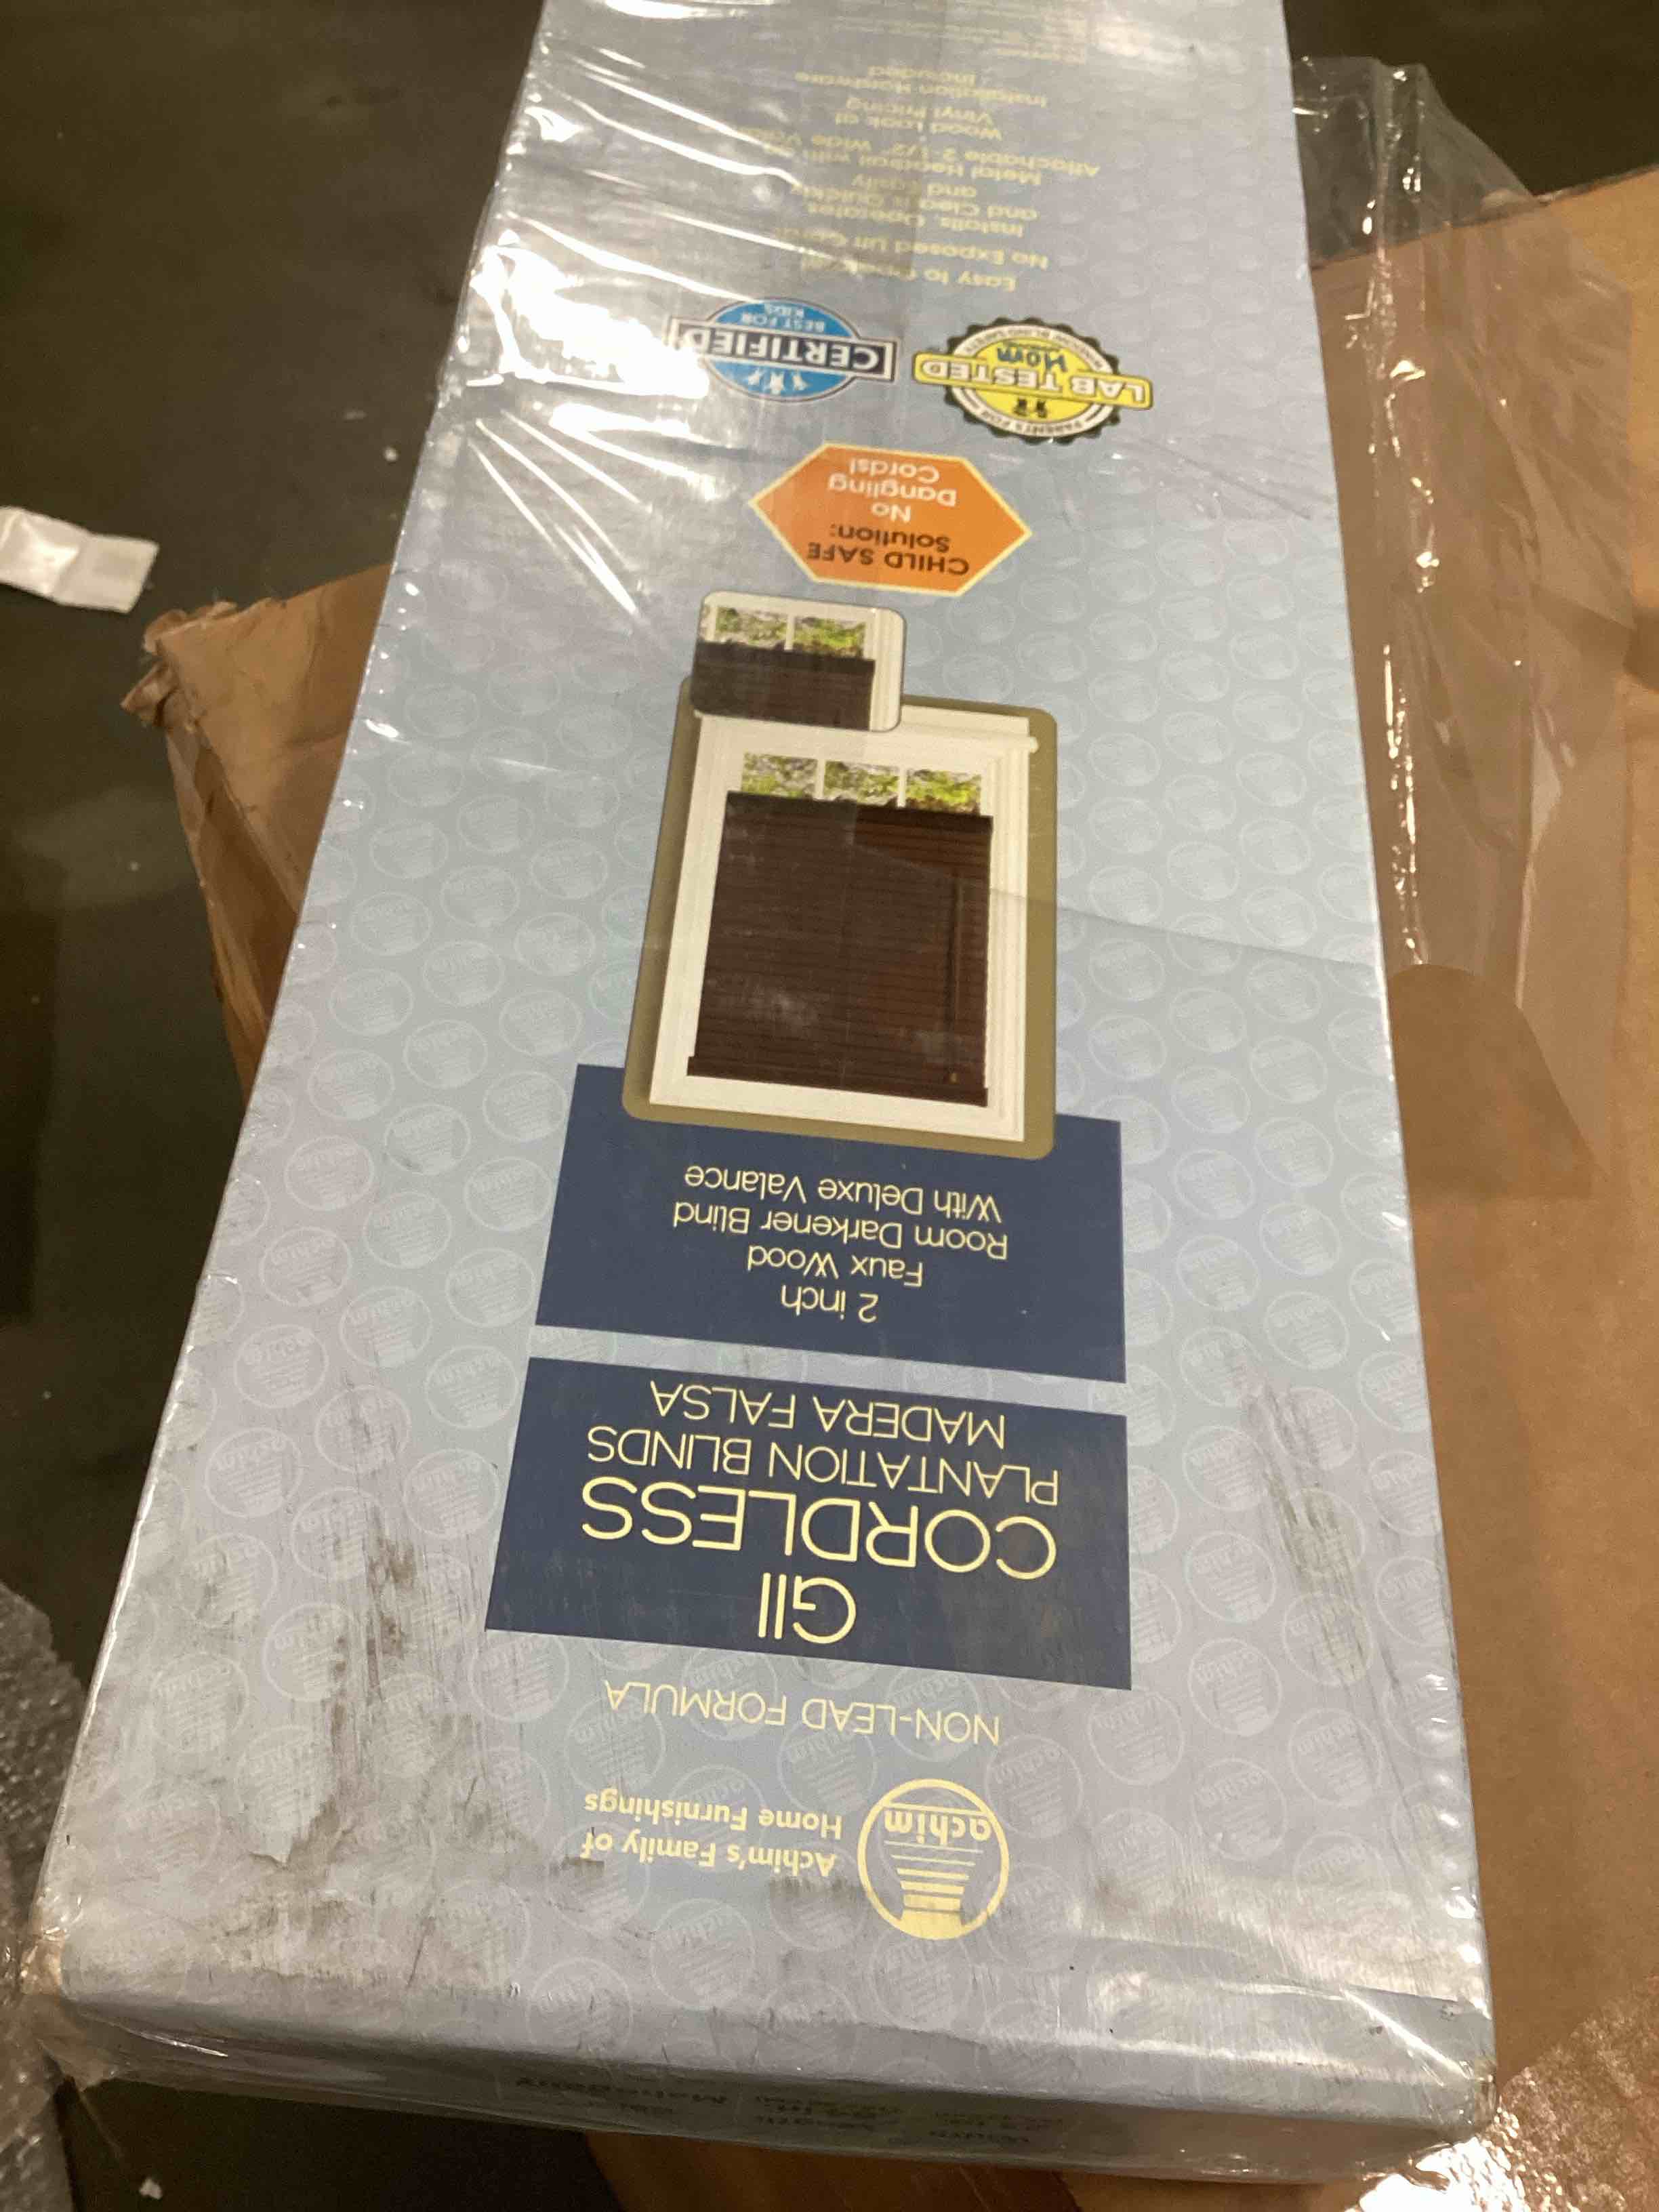 achim
Achim's Family of
Home Furnishings
NON-LEAD FORMULA
GII
CORDLESS
PLANTATION BLINDS
MADERA FALSA
2 inch
Faux Wood
Room Darkener Blind
With Deluxe Valance
CHILD SAFE
Solution:
No
Dangling
Cords!
LAB TESTED
Mom
CERTIFIED
BEST FOR
KIDS
Easy to
No Exposed Lift
Installs, Operates
and Cleans Quickly
and Easily
Metal Headrail with
Attachable 2 1/2" Wide
Wood Look at
Vinyl Pricing
Installation Hardware
Included
Mahogany